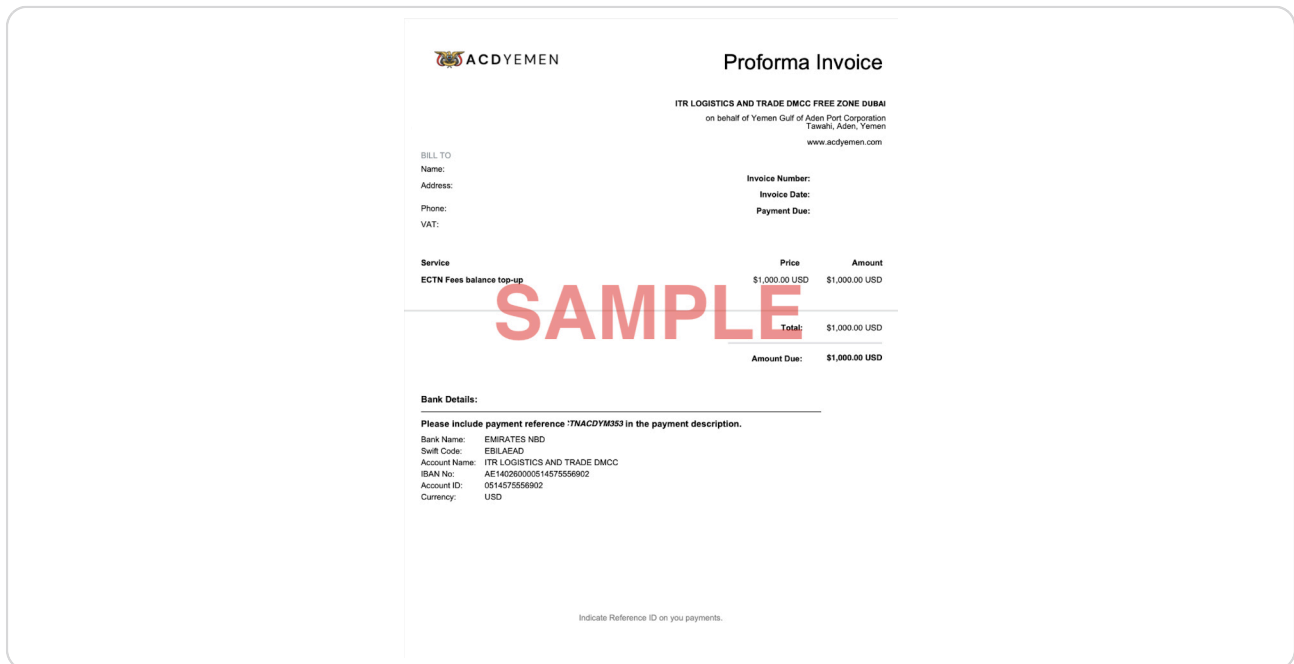 ACDYEMEN
Proforma Invoice
ITR LOGISTICS AND TRADE DMCC FREE ZONE DUBAI
on behalf of Yemen Gulf of Aden Port Corporation
Tawahi, Aden, Yemen
www.acdyemen.com
BILL TO
Name:
Address:
Phone:
VAT:
Invoice Number:
Invoice Date:
Payment Due:
Service Price Amount
ECTN Fees balance top-up $1,000.00 USD $1,000.00 USD
SAMPLE
Total: $1,000.00 USD
Amount Due: $1,000.00 USD
Bank Details:
Please include payment reference :TNACDYM353 in the payment description.
Bank Name: EMIRATES NBD
Swift Code: EBILAEAD
Account Name: ITR LOGISTICS AND TRADE DMCC
IBAN No: AE140260000514575556902
Account ID: 0514575556902
Currency: USD
Indicate Reference ID on you payments.